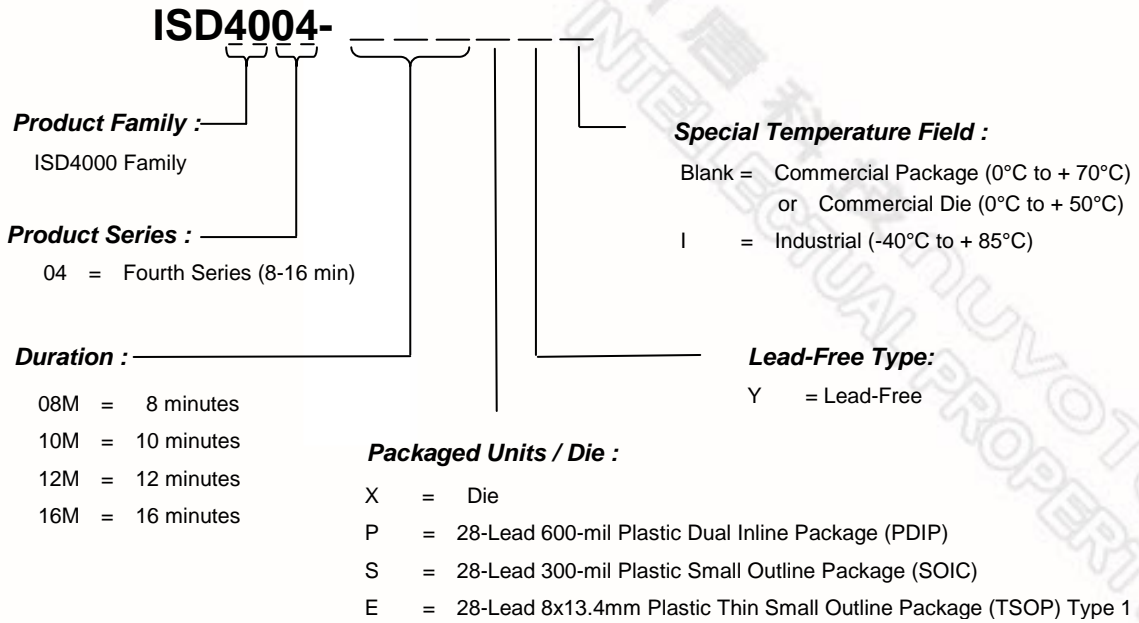 ISD4004- _ _ _ _ _ _
Product Family :
ISD4000 Family
Product Series :
04 = Fourth Series (8-16 min)
Duration :
08M = 8 minutes
10M = 10 minutes
12M = 12 minutes
16M = 16 minutes
Special Temperature Field :
Blank = Commercial Package (0°C to + 70°C)
or Commercial Die (0°C to + 50°C)
I = Industrial (-40°C to + 85°C)
Lead-Free Type:
Y = Lead-Free
Packaged Units / Die :
X = Die
P = 28-Lead 600-mil Plastic Dual Inline Package (PDIP)
S = 28-Lead 300-mil Plastic Small Outline Package (SOIC)
E = 28-Lead 8x13.4mm Plastic Thin Small Outline Package (TSOP) Type 1